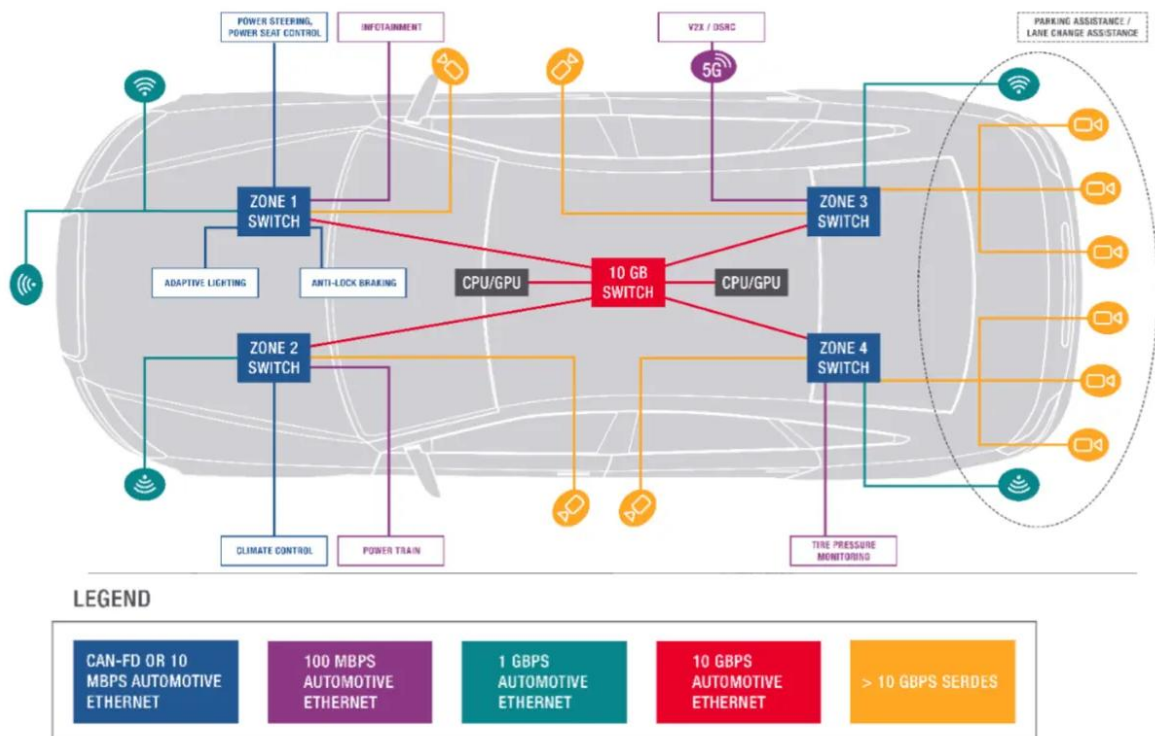 POWER STEERING,
POWER SEAT CONTROL
INFOTAINMENT
V2X / DSRC
PARKING ASSISTANCE /
LANE CHANGE ASSISTANCE
5G
ZONE 1
SWITCH
ZONE 3
SWITCH
ADAPTIVE LIGHTING
ANTI-LOCK BRAKING
CPU/GPU
10 GB
SWITCH
CPU/GPU
ZONE 2
SWITCH
ZONE 4
SWITCH
CLIMATE CONTROL
POWER TRAIN
TIRE PRESSURE
MONITORING
LEGEND
CAN-FD OR 10
MBPS AUTOMOTIVE
ETHERNET
100 MBPS
AUTOMOTIVE
ETHERNET
1 GBPS
AUTOMOTIVE
ETHERNET
10 GBPS
AUTOMOTIVE
ETHERNET
> 10 GBPS SERDES